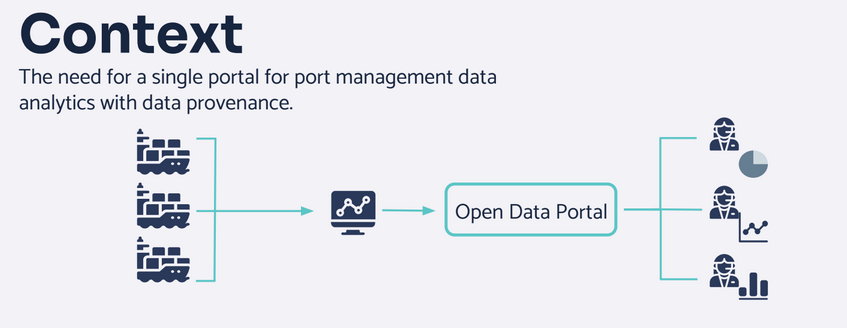 Context
The need for a single portal for port management data
analytics with data provenance.
Open Data Portal